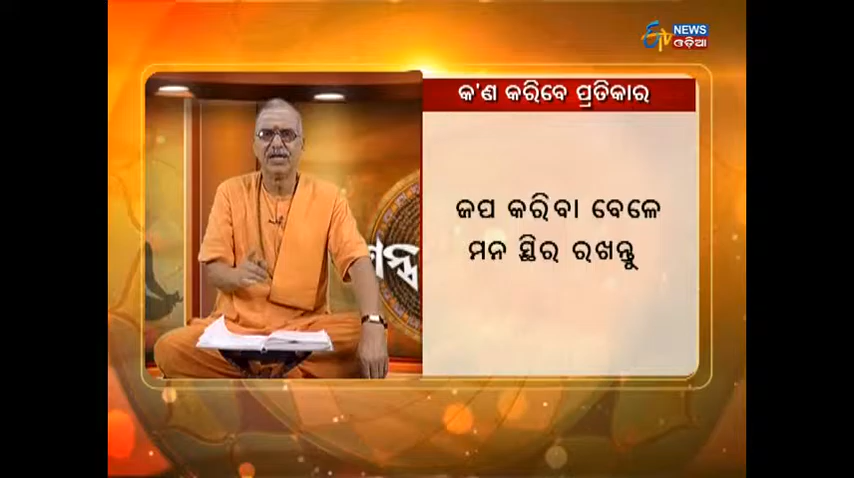 ETV NEWS
ଓଡ଼ିଆ
କ'ଣ କରିବେ ପ୍ରତିକାର
ଜପ କରିବା ବେଳେ
ମନ ସ୍ଥିର ରଖନ୍ତୁ